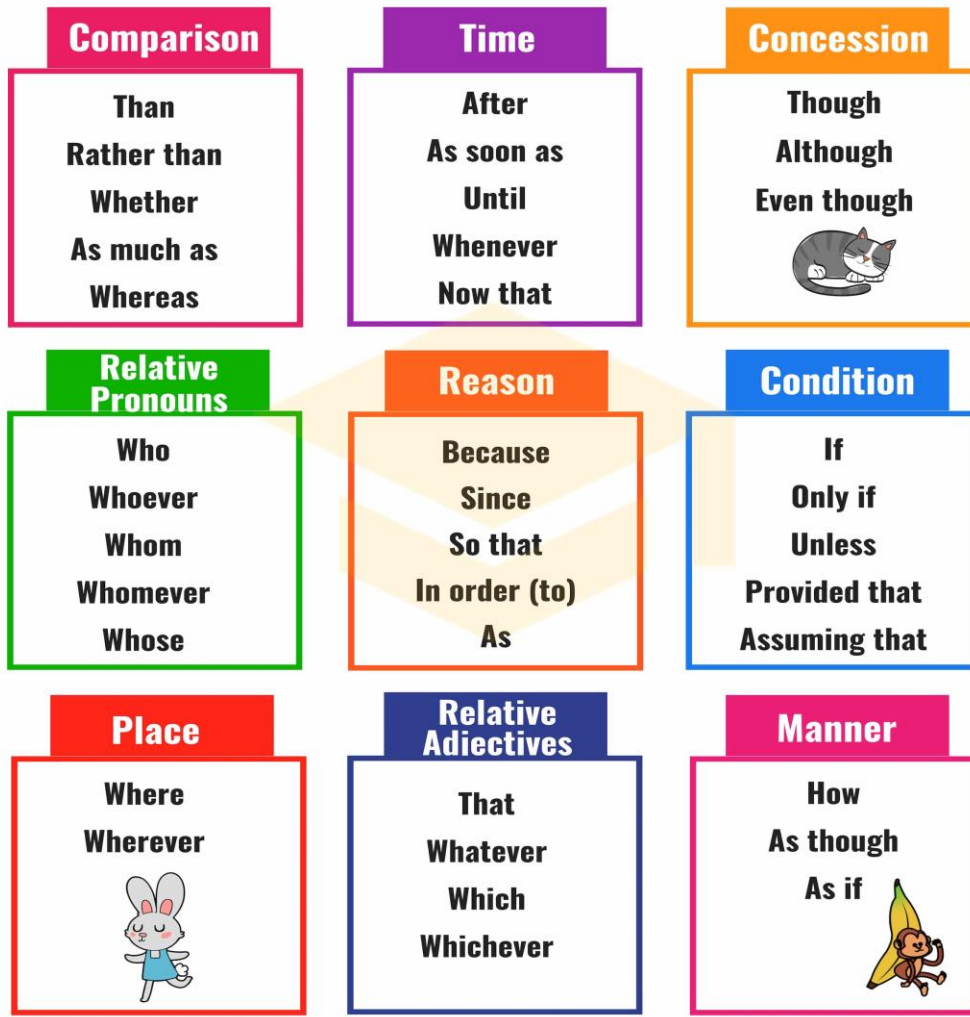 Comparison
Than
Rather than
Whether
As much as
Whereas
Time
After
As soon as
Until
Whenever
Now that
Concession
Though
Although
Even though
Relative
Pronouns
Who
Whoever
Whom
Whomever
Whose
Reason
Because
Since
So that
In order (to)
As
Condition
If
Only if
Unless
Provided that
Assuming that
Place
Where
Wherever
Relative
Adiectives
That
Whatever
Which
Whichever
Manner
How
As though
As if